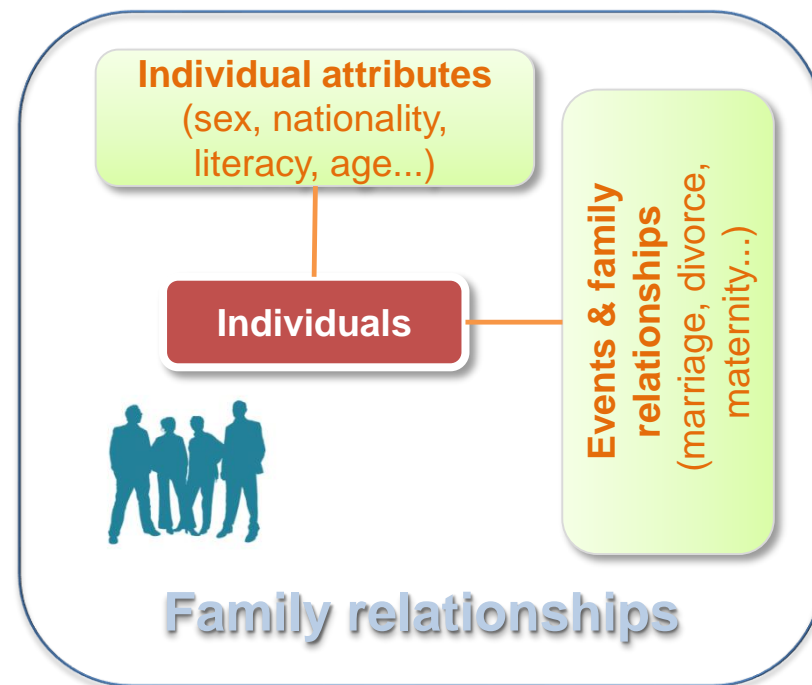 Individual attributes
(sex, nationality,
literacy, age...)
Individuals
Events & family
relationships
(marriage, divorce,
maternity...)
Family relationships